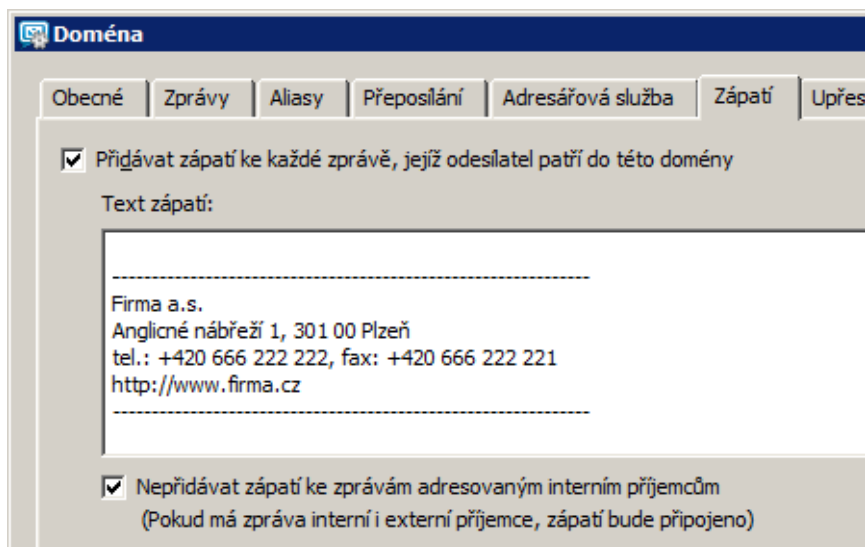 Doména
Obecné Zprávy Aliasy Přeposílání Adresářová služba Zápatí
Přidávat zápatí ke každé zprávě, jejíž odesílatel patří do této domény
Text zápatí:
------------------------------------------------------------
Firma a.s.
Anglicné nábřeží 1, 301 00 Plzeň
tel.: +420 666 222 222, fax: +420 666 222 221
http://www.firma.cz
------------------------------------------------------------
Nepřidávat zápatí ke zprávám adresovaným interním příjemcům
(Pokud má zpráva interní i externí příjemce, zápatí bude připojeno)